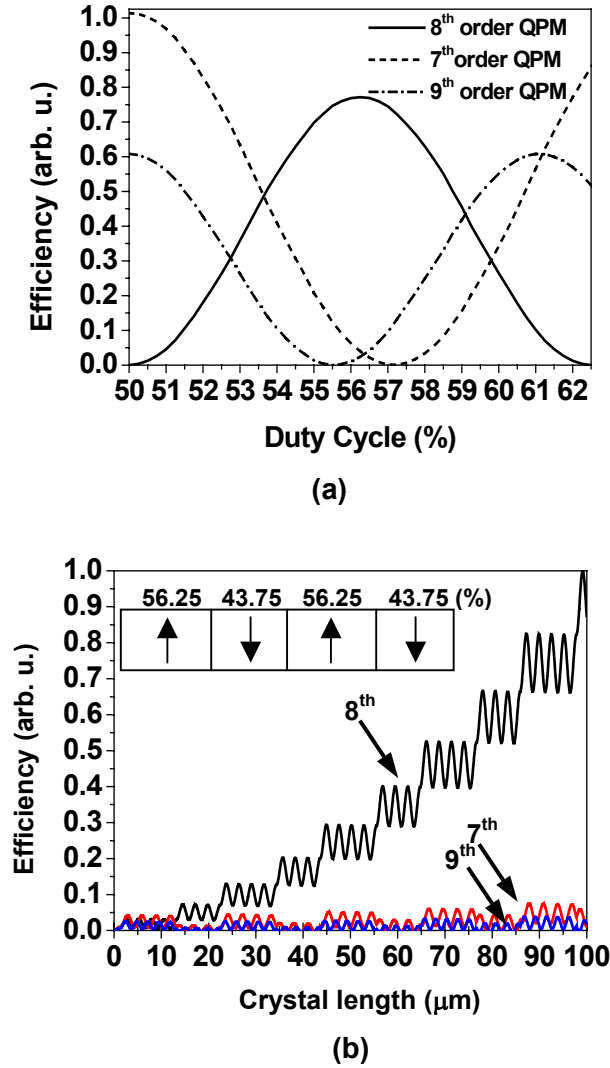 1.0
0.9
0.8
0.7
0.6
0.5
0.4
0.3
0.2
0.1
0.0
Efficiency (arb. u.)
8th order QPM
7th order QPM
9th order QPM
50 51 52 53 54 55 56 57 58 59 60 61 62
Duty Cycle (%)
(a)
1.0
0.9
0.8
0.7
0.6
0.5
0.4
0.3
0.2
0.1
0.0
Efficiency (arb. u.)
56.25 43.75 56.25 43.75 (%)
8th
7th
9th
0 10 20 30 40 50 60 70 80 90 100
Crystal length (μm)
(b)